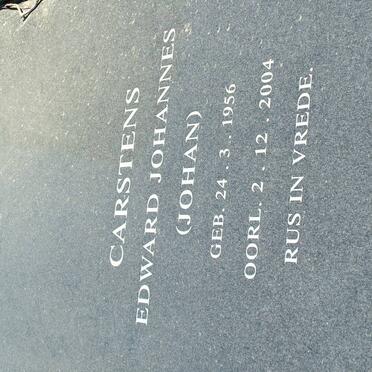 CARSTENS
EDWARD JOHANNES
(JOHAN)
GEB. 24 . 3 . 1956
OORL. 2 . 12 . 2004
RUS IN VREDE.